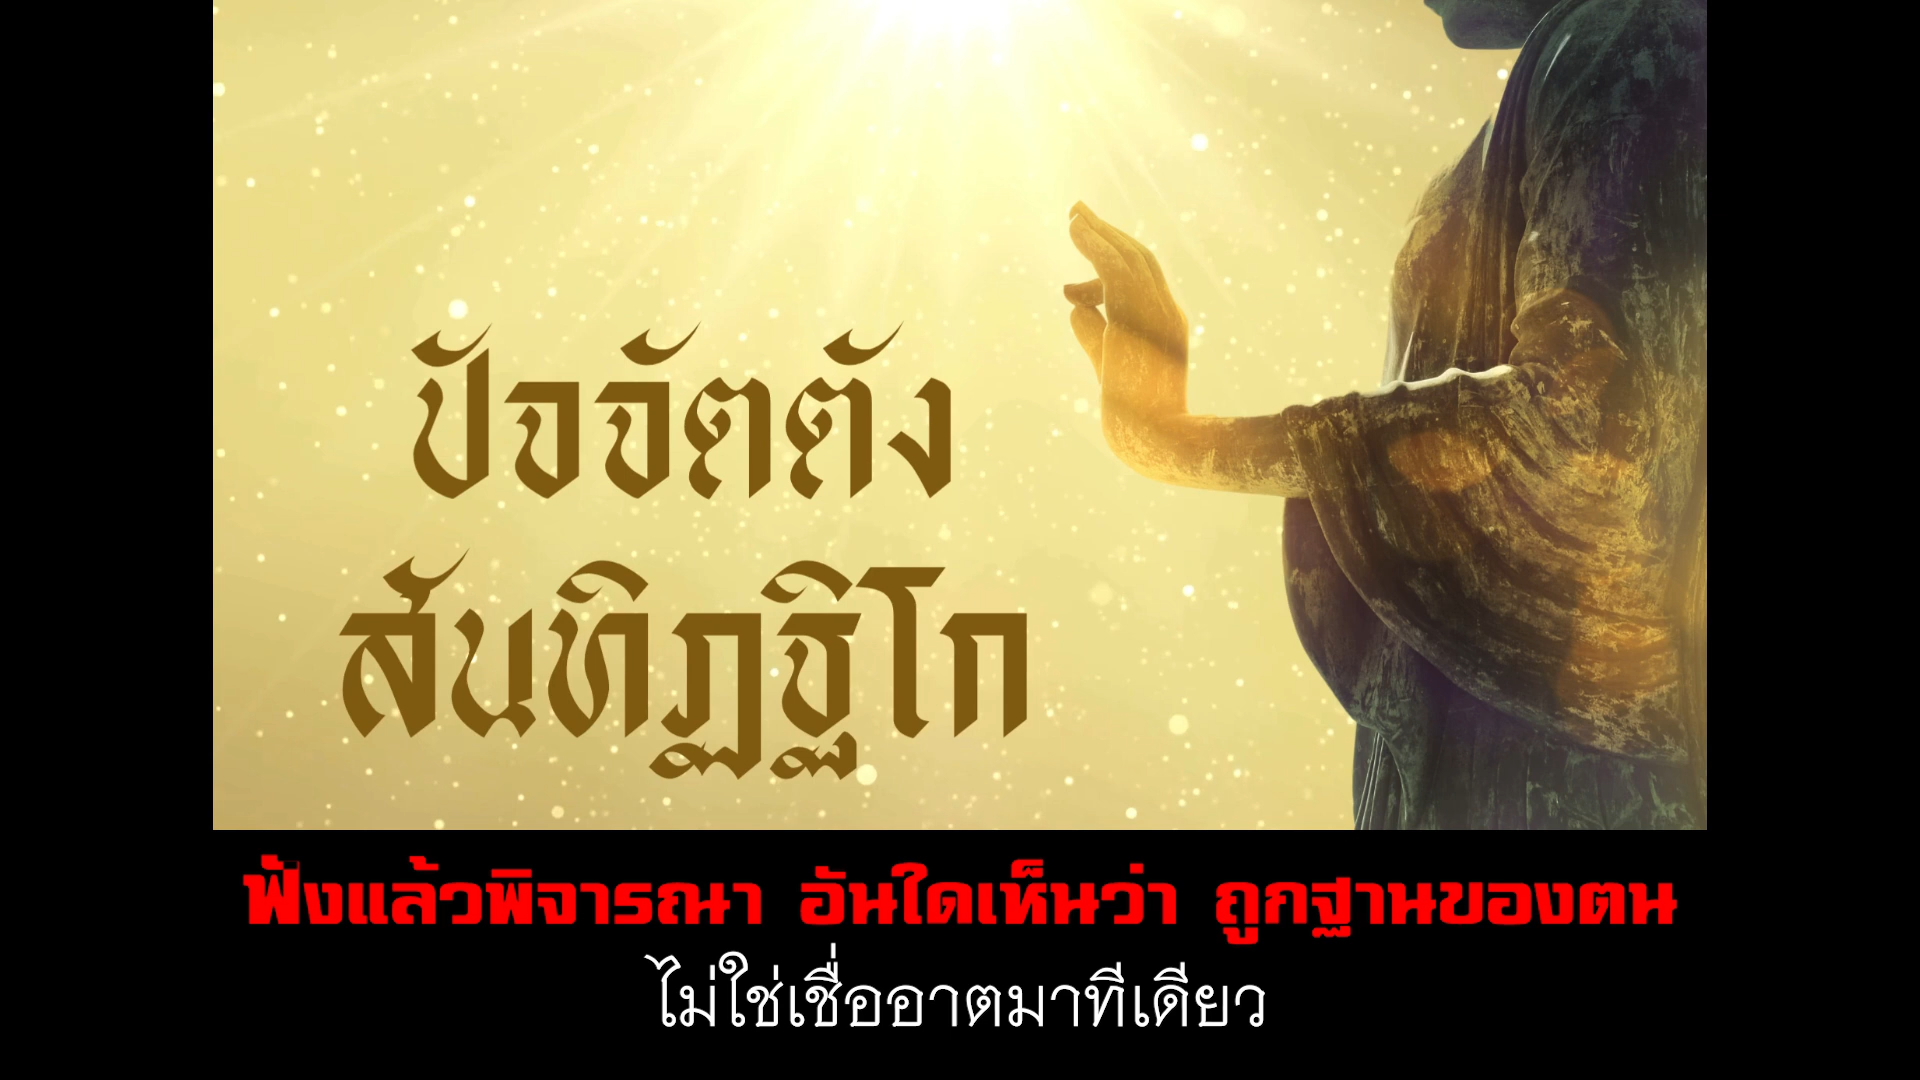 ปัจจัตตัง
สันทิฏฐิโก
ฟังแล้วพิจารณา อันใดเห็นว่า ถูกฐานของตน
ไม่ใช่เชื่ออาตมาทีเดียว